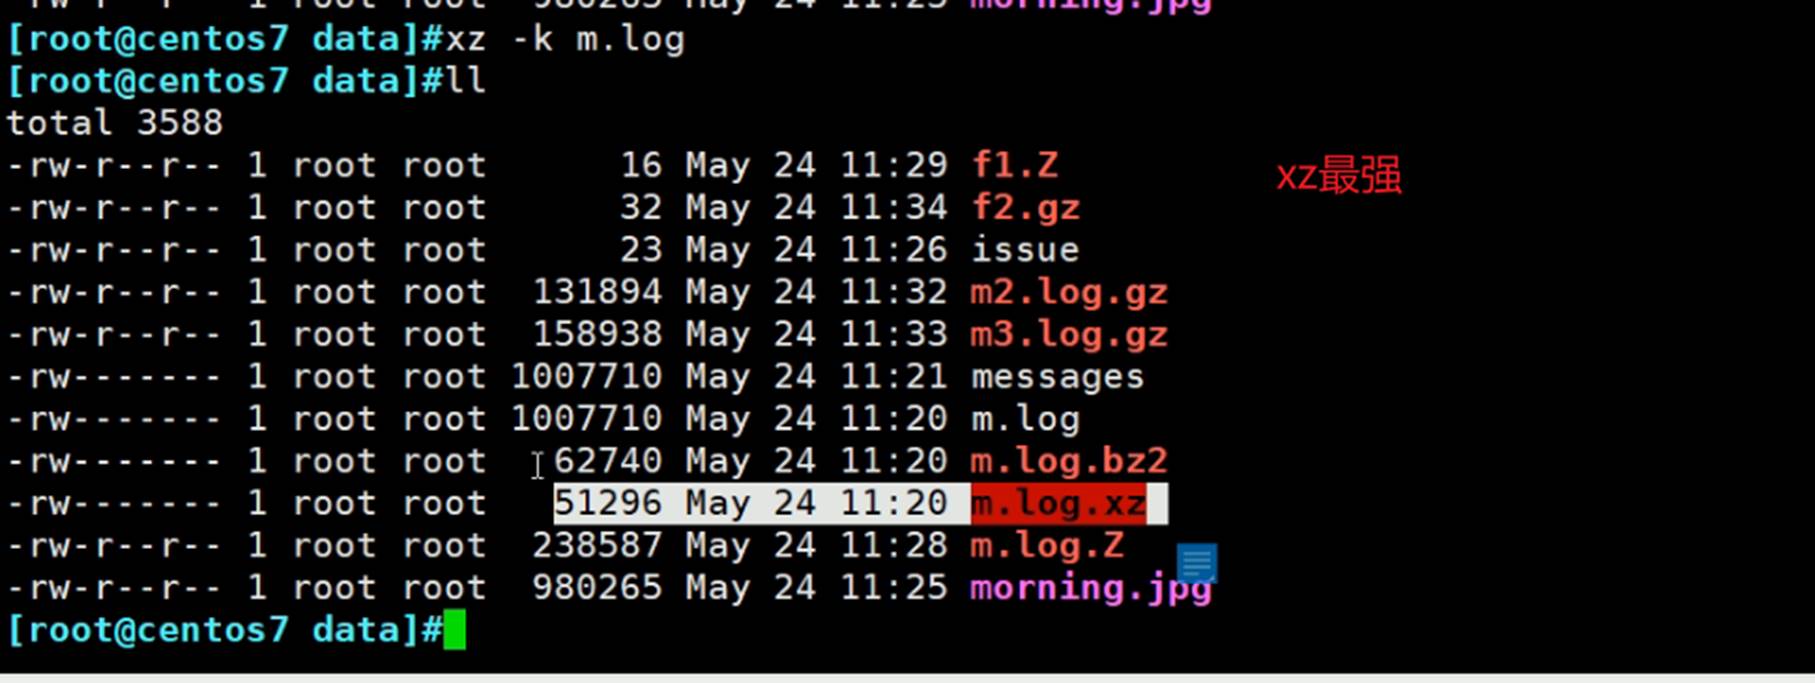 -rw-r--r-- 1 root root  980265 May 24 11:25 morning.jpg
[root@centos7 data]#xz -k m.log
[root@centos7 data]#ll
total 3588
-rw-r--r-- 1 root root      16 May 24 11:29 f1.Z
xz最强
-rw-r--r-- 1 root root      32 May 24 11:34 f2.gz
-rw-r--r-- 1 root root      23 May 24 11:26 issue
-rw-r--r-- 1 root root  131894 May 24 11:32 m2.log.gz
-rw-r--r-- 1 root root  158938 May 24 11:33 m3.log.gz
-rw------- 1 root root 1007710 May 24 11:21 messages
-rw------- 1 root root 1007710 May 24 11:20 m.log
-rw------- 1 root root   62740 May 24 11:20 m.log.bz2
-rw------- 1 root root   51296 May 24 11:20 m.log.xz
-rw-r--r-- 1 root root  238587 May 24 11:28 m.log.Z
-rw-r--r-- 1 root root  980265 May 24 11:25 morning.jpg
[root@centos7 data]#